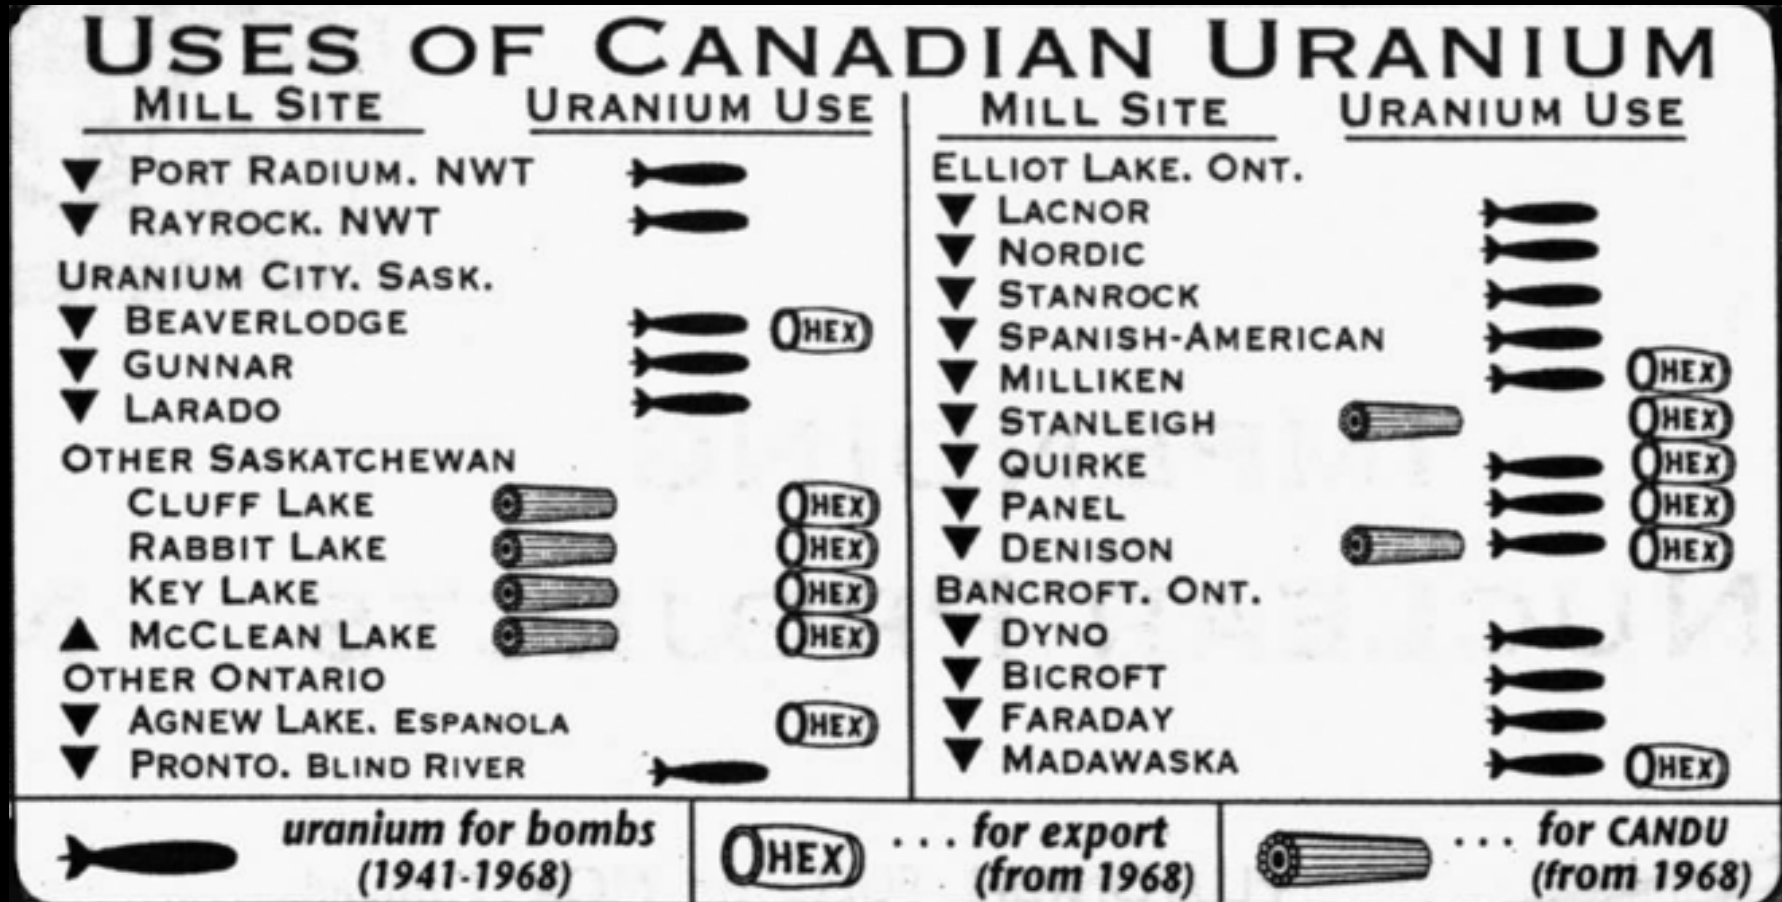 USES OF CANADIAN URANIUM
MILL SITE URANIUM USE
PORT RADIUM. NWT
RAYROCK. NWT
URANIUM CITY. SASK.
BEAVERLODGE HEX
GUNNAR
LARADO
OTHER SASKATCHEWAN
CLUFF LAKE HEX
RABBIT LAKE HEX
KEY LAKE HEX
MCCLEAN LAKE HEX
OTHER ONTARIO
AGNEW LAKE. ESPANOLA HEX
PRONTO. BLIND RIVER
MILL SITE URANIUM USE
ELLIOT LAKE. ONT.
LACNOR
NORDIC
STANROCK
SPANISH-AMERICAN
MILLIKEN HEX
STANLEIGH HEX
QUIRKE HEX
PANEL HEX
DENISON HEX
BANCROFT. ONT.
DYNO
BICROFT
FARADAY
MADAWASKA HEX
uranium for bombs
(1941-1968)
HEX ... for export
(from 1968)
... for CANDU
(from 1968)